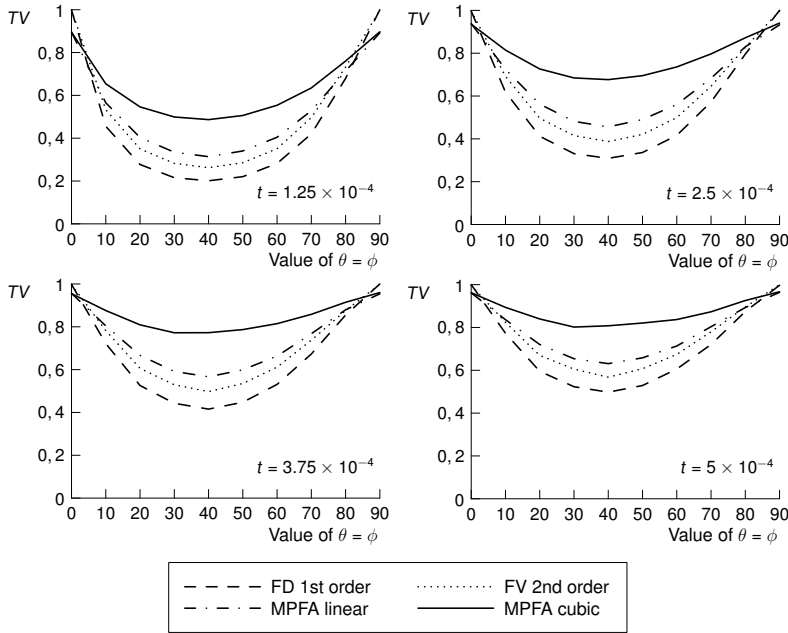 TV
1
0, 8
0, 6
0, 4
0, 2
0
t = 1.25 × 10⁻⁴
0 10 20 30 40 50 60 70 80 90
Value of θ = ϕ
TV
1
0, 8
0, 6
0, 4
0, 2
0
t = 2.5 × 10⁻⁴
0 10 20 30 40 50 60 70 80 90
Value of θ = ϕ
TV
1
0, 8
0, 6
0, 4
0, 2
0
t = 3.75 × 10⁻⁴
0 10 20 30 40 50 60 70 80 90
Value of θ = ϕ
TV
1
0, 8
0, 6
0, 4
0, 2
0
t = 5 × 10⁻⁴
0 10 20 30 40 50 60 70 80 90
Value of θ = ϕ
FD 1st order FV 2nd order
MPFA linear MPFA cubic